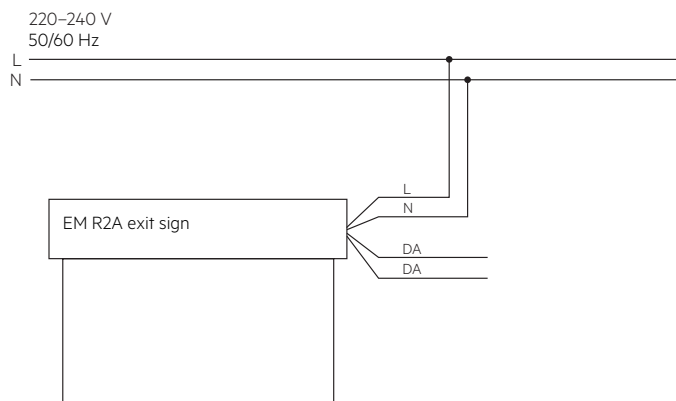 220–240 V
50/60 Hz
L
N
L
N
EM R2A exit sign
DA
DA